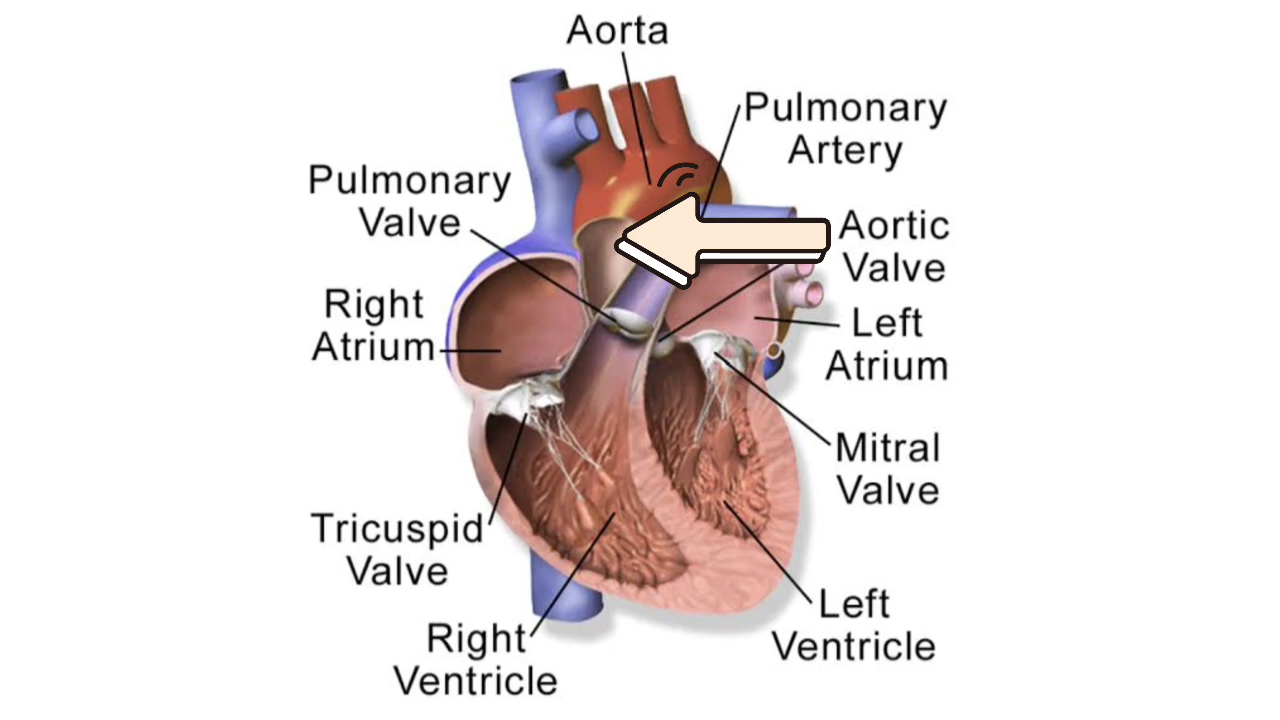 Aorta
Pulmonary
Artery
Pulmonary
Valve
Aortic
Valve
Right
Atrium
Left
Atrium
Mitral
Valve
Tricuspid
Valve
Left
Ventricle
Right
Ventricle